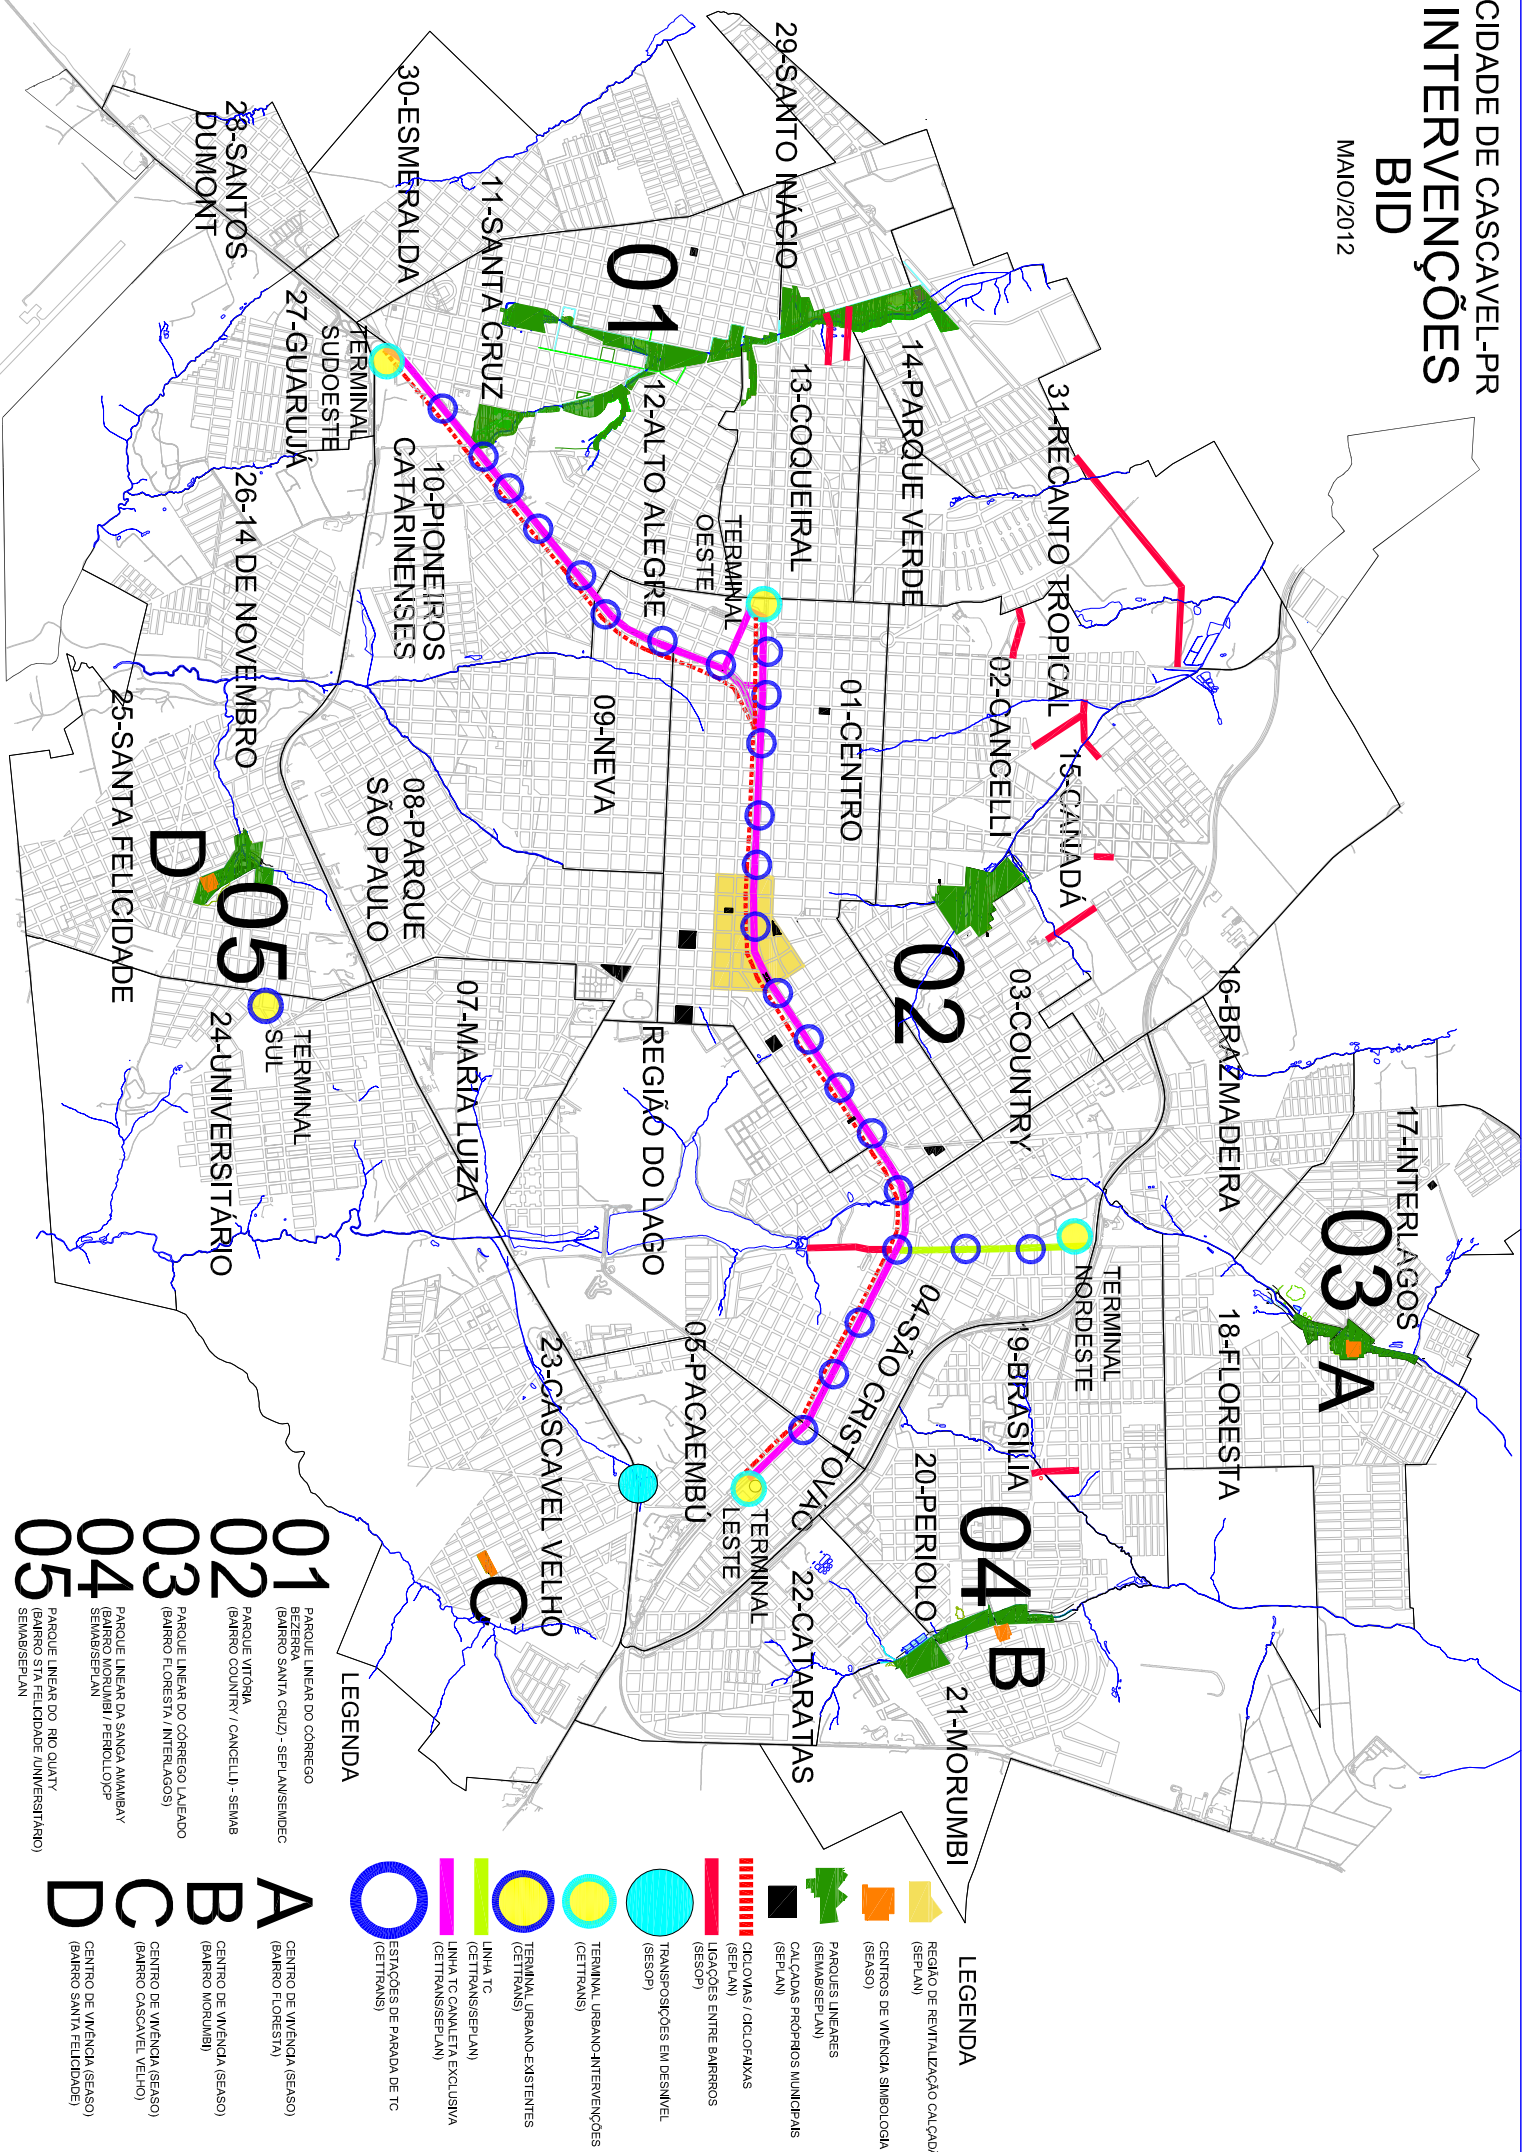 CIDADE DE CASCAVEL-PR
INTERVENÇÕES
BID
MAIO/2012
29-SANTO INÁCIO
30-ESMERALDA
28-SANTOS
DUMONT
11-SANTA CRUZ
01
27-GUARUJÁ
TERMINAL
SUDOESTE
14-PARQUE VERDE
13-COQUEIRAL
12-ALTO ALEGRE
31-RECANTO TROPICAL
10-PIONEIROS
CATARINENSES
26-14 DE NOVEMBRO
TERMINAL
OESTE
02-CANCELLI
01-CENTRO
09-NEVA
25-SANTA FELICIDADE
15-CANADÁ
08-PARQUE
SÃO PAULO
D
05
02
03-COUNTRY
16-BRAZMADEIRA
07-MARIA LUIZA
24-UNIVERSITÁRIO
TERMINAL
SUL
REGIÃO DO LAGO
17-INTERLAGOS
03
A
TERMINAL
NORDESTE
04-SÃO CRISTOVÃO
18-FLORESTA
19-BRASILIA
05-PACAEMBÚ
23-CASCAVEL VELHO
20-PERIOLO
04
B
TERMINAL
LESTE
22-CATARATAS
C
21-MORUMBI
LEGENDA
01
PARQUE LINEAR DO CÓRREGO
BEZERRA
(BAIRRO SANTA CRUZ) - SEPLAN/SEMDEC
02
PARQUE VITÓRIA
(BAIRRO COUNTRY / CANCELLI) - SEMAB
03
PARQUE LINEAR DO CÓRREGO LAJEADO
(BAIRRO FLORESTA / INTERLAGOS)
04
PARQUE LINEAR DA SANGA AMAMBAY
(BAIRRO MORUMBI / PERIOLLO)CP
SEMAB/SEPLAN
05
PARQUE LINEAR DO RIO QUATY
(BAIRRO STA FELICIDADE /UNIVERSITÁRIO)
SEMAB/SEPLAN
A
CENTRO DE VIVÊNCIA (SEASO)
(BAIRRO FLORESTA)
B
CENTRO DE VIVÊNCIA (SEASO)
(BAIRRO MORUMBI)
C
CENTRO DE VIVÊNCIA (SEASO)
(BAIRRO CASCAVEL VELHO)
D
CENTRO DE VIVÊNCIA (SEASO)
(BAIRRO SANTA FELICIDADE)
LEGENDA
REGIÃO DE REVITALIZAÇÃO CALÇADA
(SEPLAN)
CENTROS DE VIVÊNCIA SIMBOLOGIA
(SEASO)
PARQUES LINEARES
(SEMAB/SEPLAN)
CALÇADAS PRÓPRIOS MUNICIPAIS
(SEPLAN)
CICLOVIAS / CICLOFAIXAS
(SEPLAN)
LIGAÇÕES ENTRE BAIRRROS
(SESOP)
TRANSPOSIÇÕES EM DESNÍVEL
(SESOP)
TERMINAL URBANO-INTERVENÇÕES
(CETTRANS)
TERMINAL URBANO-EXISTENTES
(CETTRANS)
LINHA TC
(CETTRANS/SEPLAN)
LINHA TC CANALETA EXCLUSIVA
(CETTRANS/SEPLAN)
ESTAÇÕES DE PARADA DE TC
(CETTRANS)